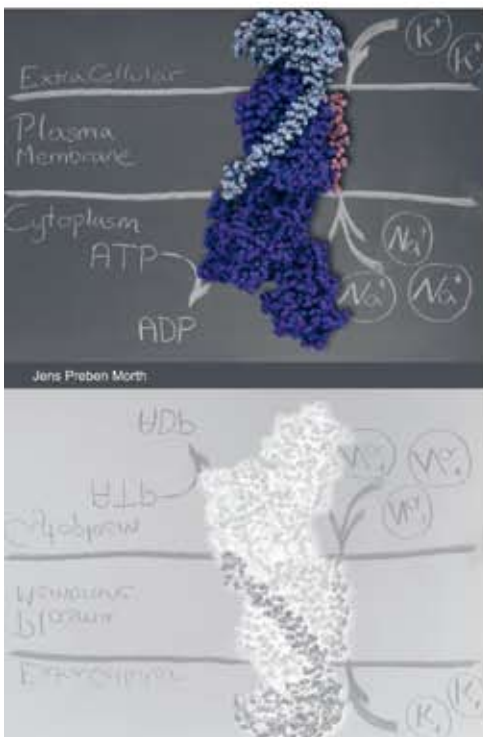 K⁺
K⁺
ExtraCellular
Plasma
Membrane
Cytoplasm
ATP
Na⁺
Na⁺ Na⁺
ADP
Jens Preben Morth